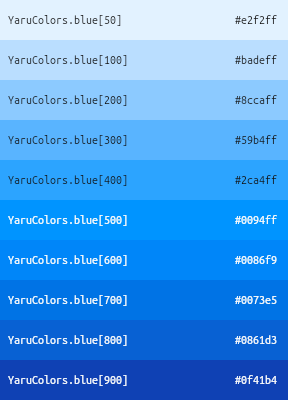 YaruColors.blue[50] #e2f2ff
YaruColors.blue[100] #badeff
YaruColors.blue[200] #8ccaff
YaruColors.blue[300] #59b4ff
YaruColors.blue[400] #2ca4ff
YaruColors.blue[500] #0094ff
YaruColors.blue[600] #0086f9
YaruColors.blue[700] #0073e5
YaruColors.blue[800] #0861d3
YaruColors.blue[900] #0f41b4